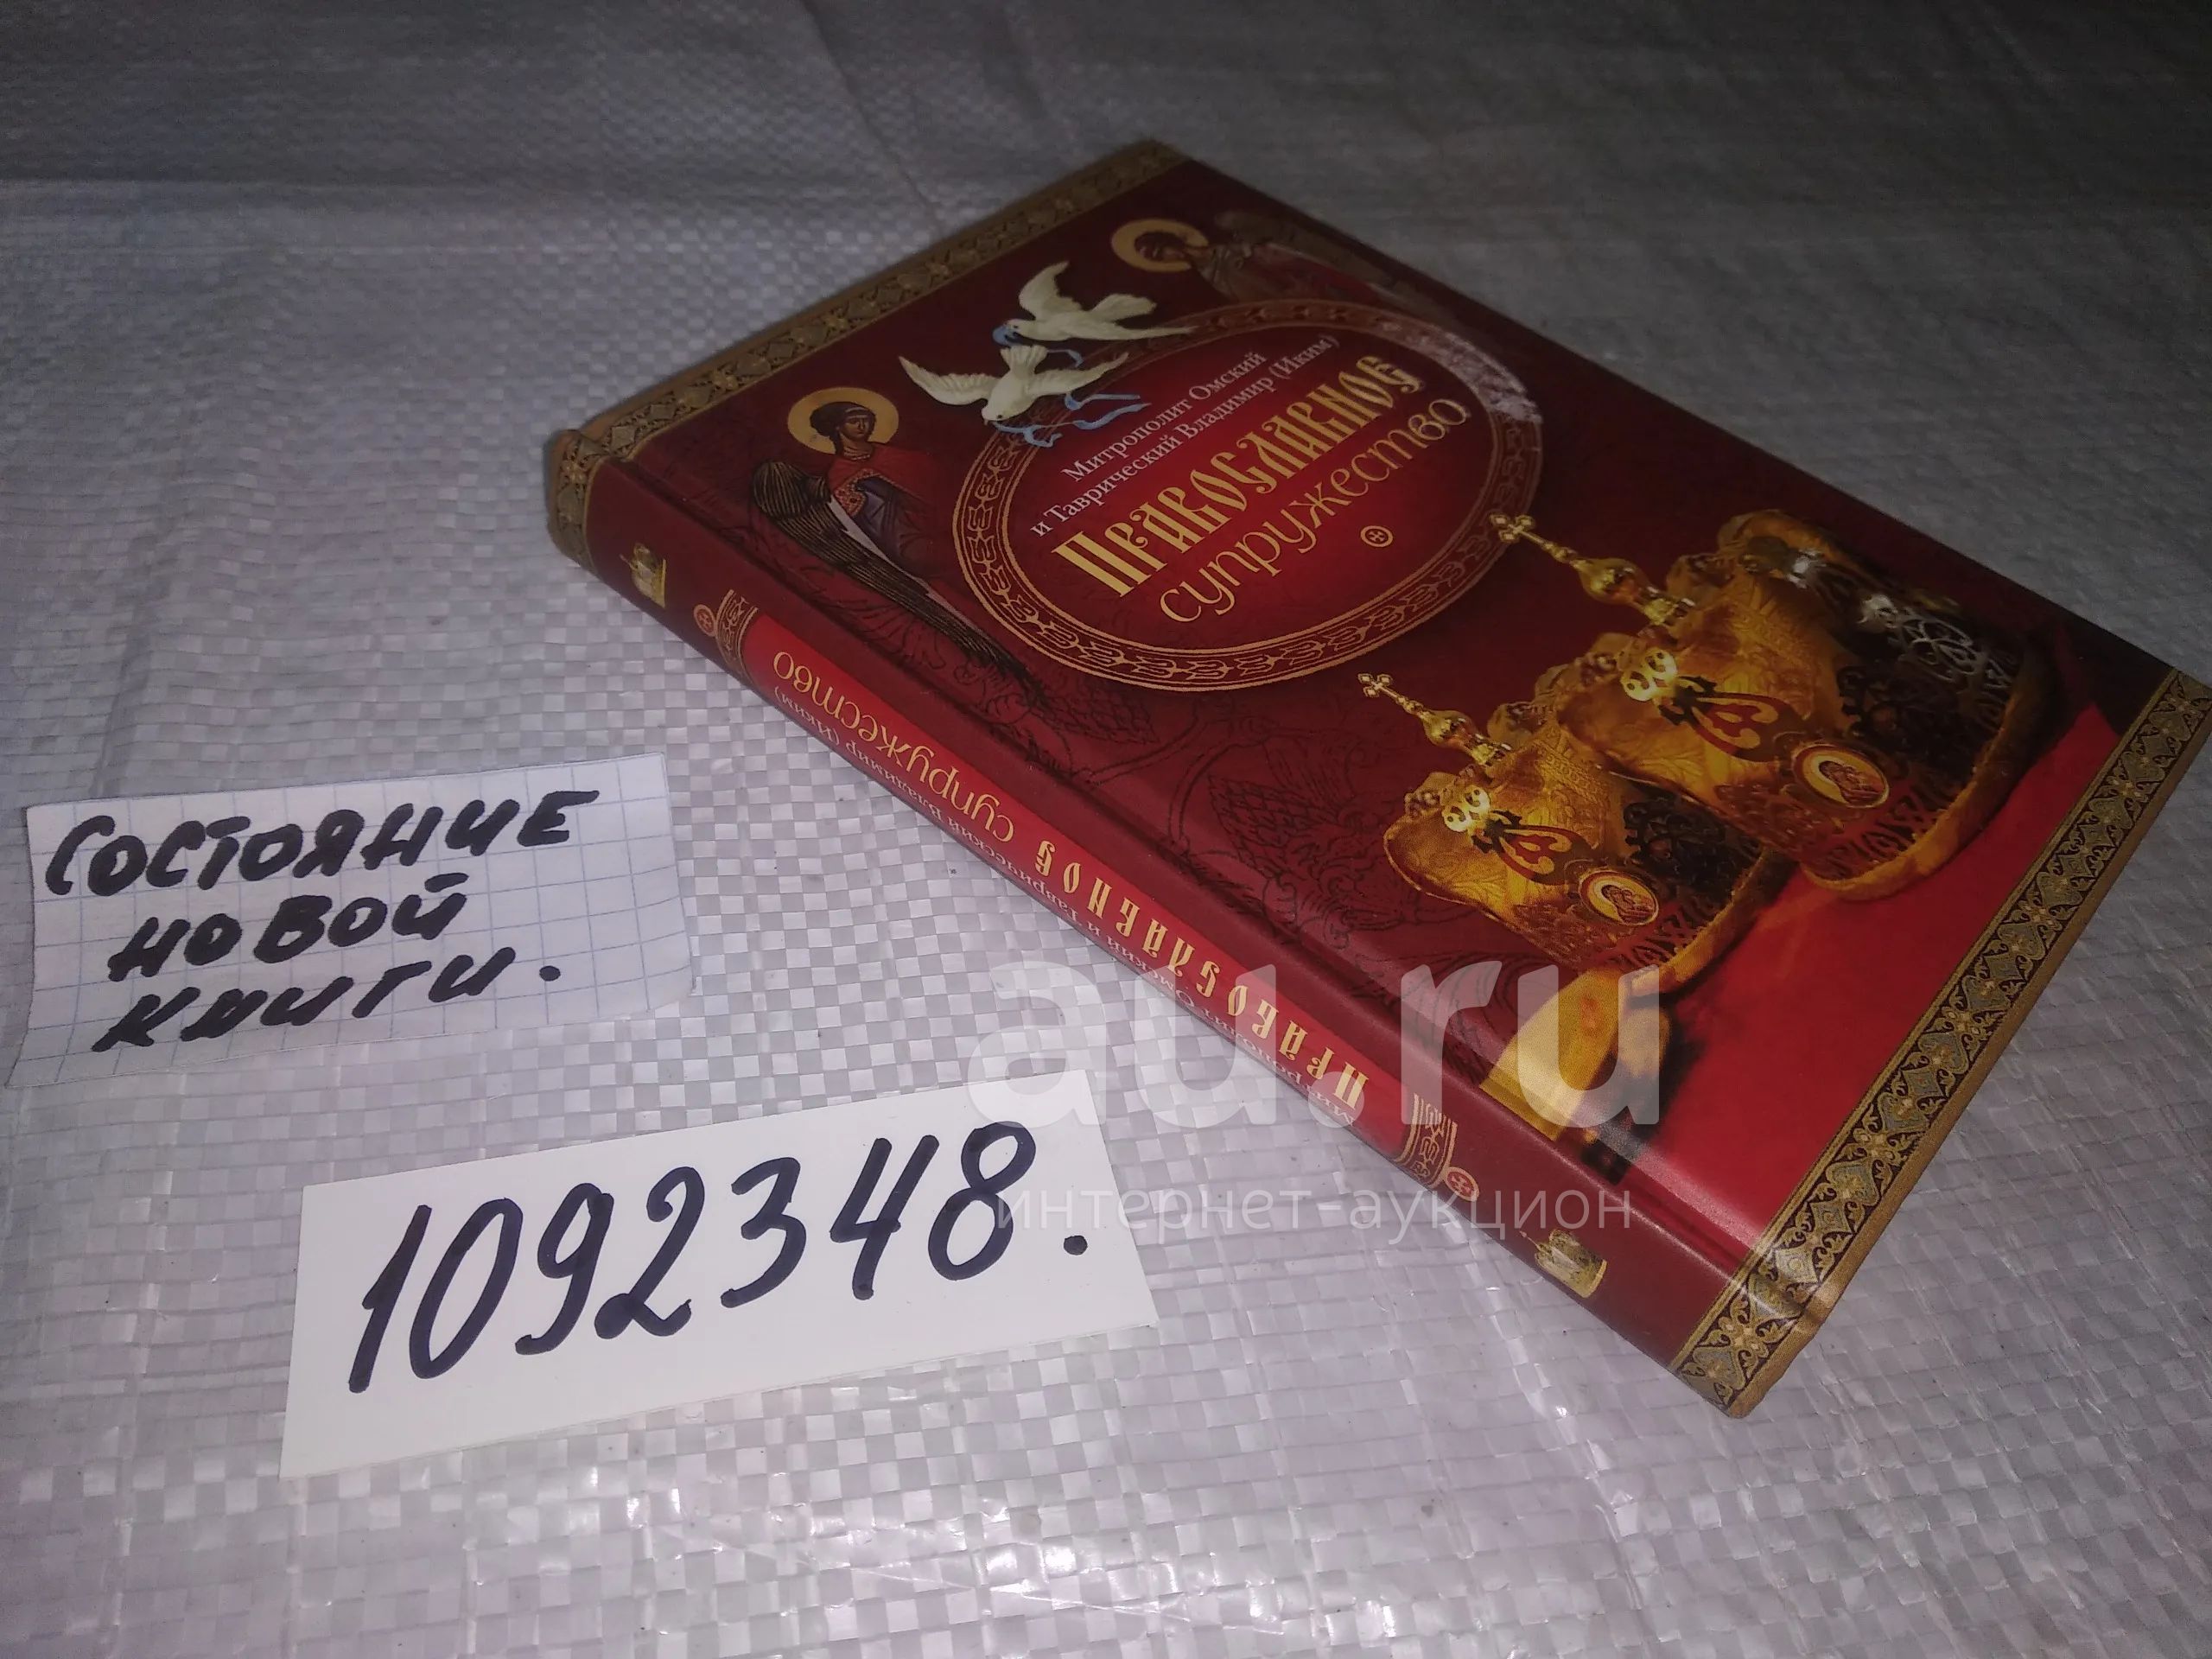 Митрополит Омский
и Таврический Владимир (Иким)
Православное
супружество
Митрополит Омский и Таврический Владимир (Иким)
Православное супружество
СОСТОЯНИЕ
НОВОЙ
КНИГИ.
1092348.
au.ru
интернет-аукцион